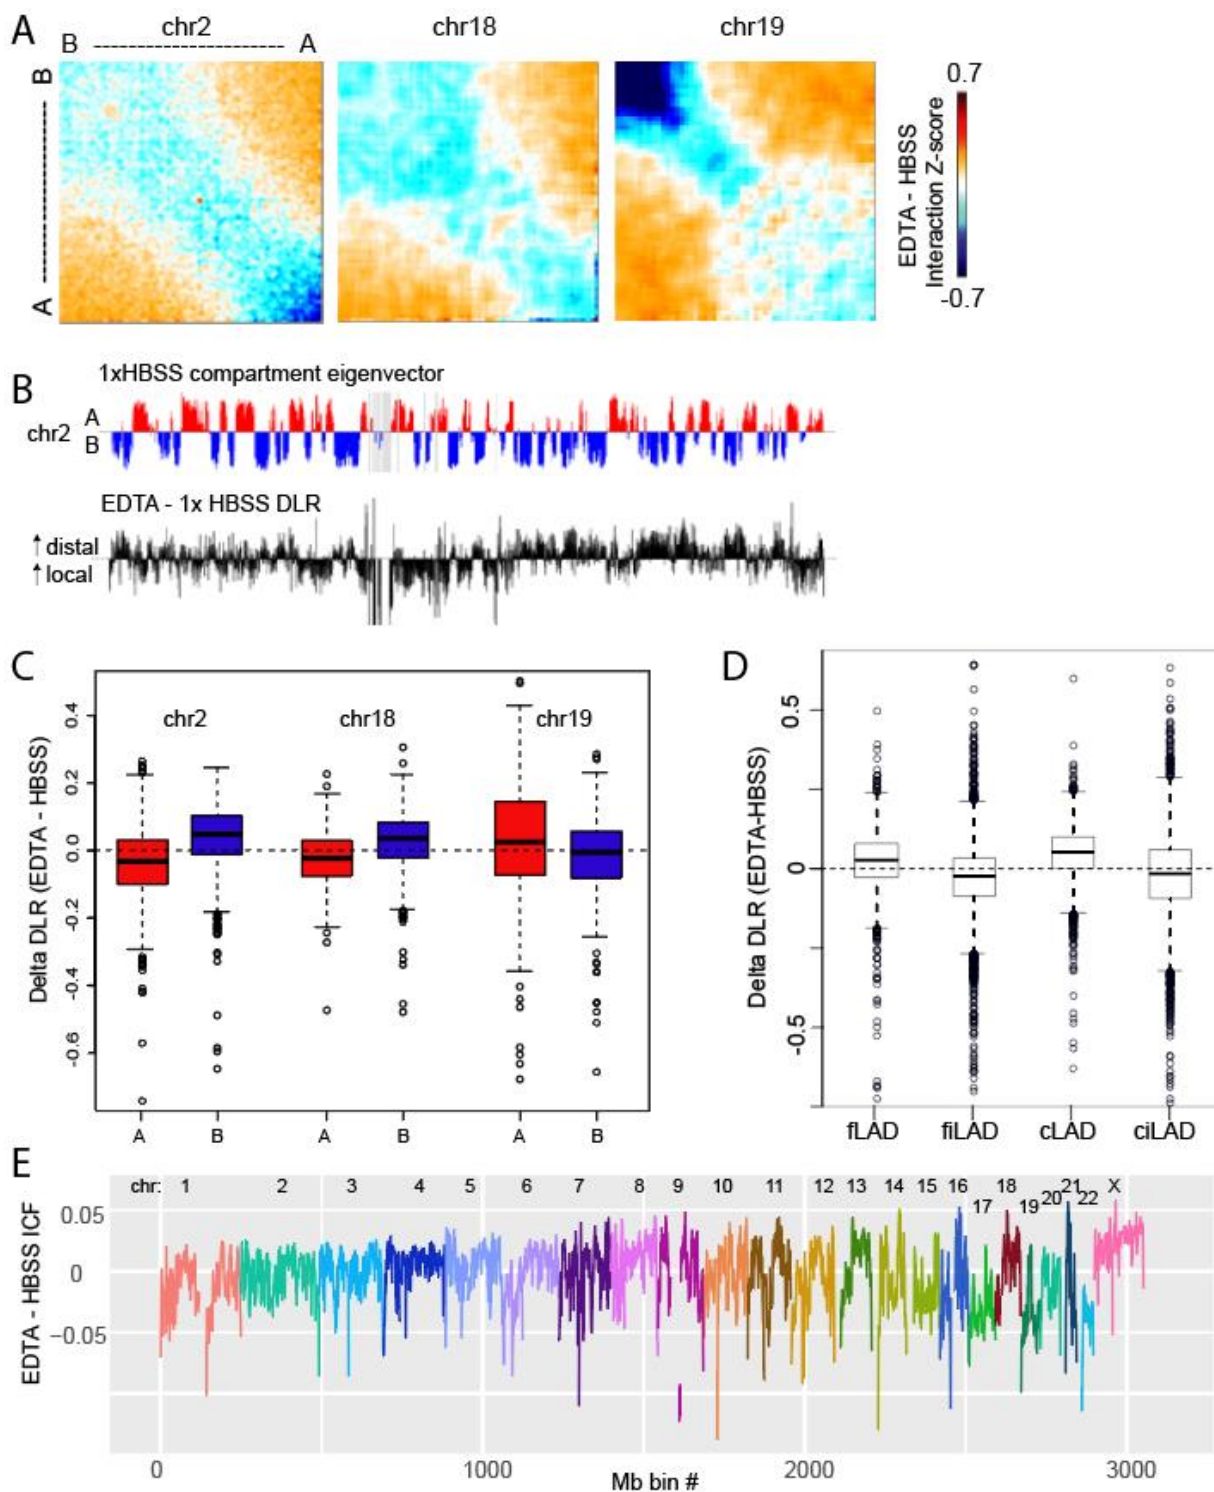 A
chr2
chr18
chr19
B ---------------------- A
B
A
0.7
EDTA - HBSS
Interaction Z-score
-0.7
B
1xHBSS compartment eigenvector
A
chr2
B
EDTA - 1x HBSS DLR
↑ distal
↑ local
C
Delta DLR (EDTA - HBSS)
0.4
0.2
0.0
-0.2
-0.4
-0.6
chr2
chr18
chr19
A B A B A B
D
Delta DLR (EDTA-HBSS)
0.5
0
-0.5
fLAD fiLAD cLAD ciLAD
E
EDTA - HBSS ICF
chr: 1 2 3 4 5 6 7 8 9 10 11 12 13 14 15 16 17 18 19 20 21 22 X
0.05
0
−0.05
0 1000 2000 3000
Mb bin #